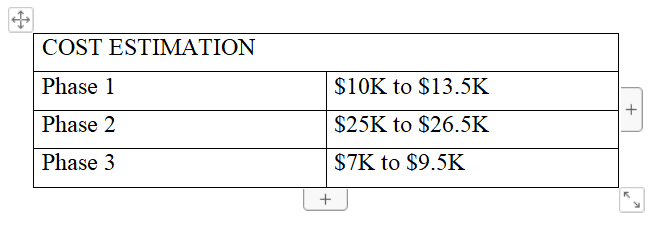 COST ESTIMATION
Phase 1 $10K to $13.5K
Phase 2 $25K to $26.5K
Phase 3 $7K to $9.5K